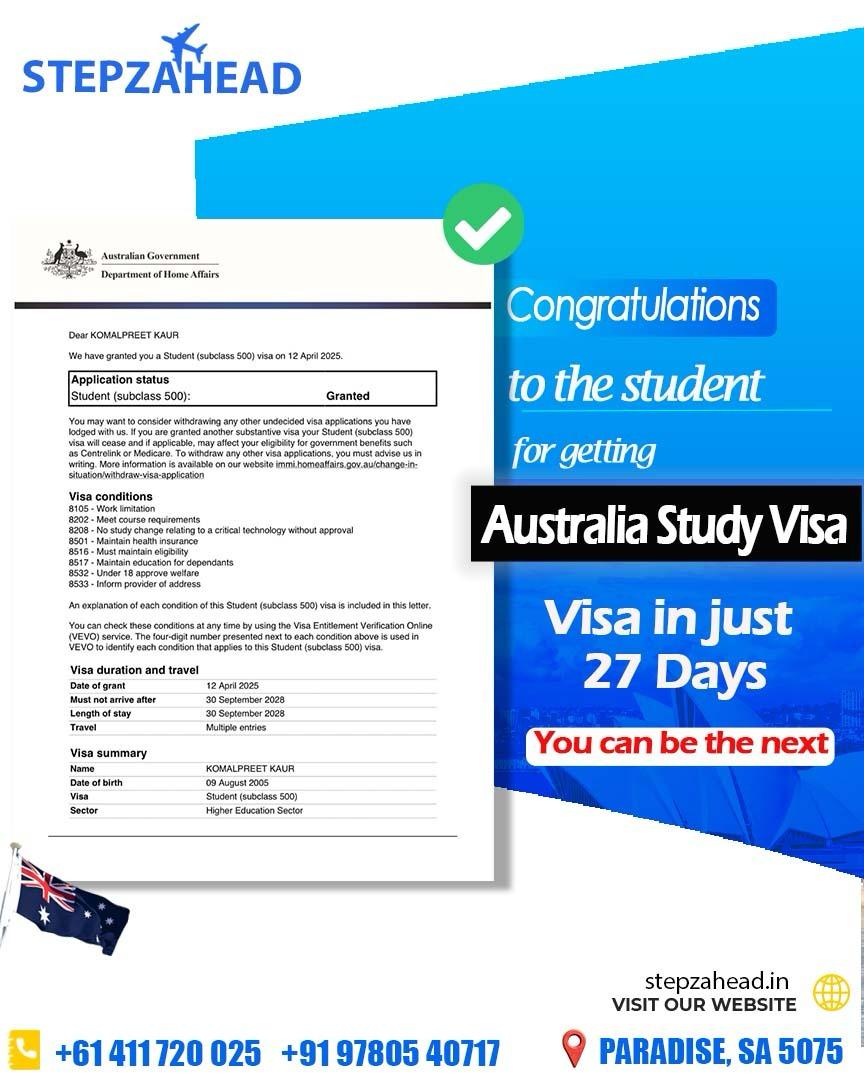 STEPZAHEAD
Australian Government
Department of Home Affairs
Dear KOMALPREET KAUR
We have granted you a Student (subclass 500) visa on 12 April 2025.
Application status
Student (subclass 500): Granted
You may want to consider withdrawing any other undecided visa applications you have
lodged with us. If you are granted another substantive visa your Student (subclass 500)
visa will cease and if applicable, may affect your eligibility for government benefits such
as Centrelink or Medicare. To withdraw any other visa applications, you must advise us in
writing. More information is available on our website immi.homeaffairs.gov.au/change-in-
situation/withdraw-visa-application
Visa conditions
8105 - Work limitation
8202 - Meet course requirements
8208 - No study change relating to a critical technology without approval
8501 - Maintain health insurance
8516 - Must maintain eligibility
8517 - Maintain education for dependants
8532 - Under 18 approve welfare
8533 - Inform provider of address
An explanation of each condition of this Student (subclass 500) visa is included in this letter.
You can check these conditions at any time by using the Visa Entitlement Verification Online
(VEVO) service. The four-digit number presented next to each condition above is used in
VEVO to identify each condition that applies to this Student (subclass 500) visa.
Visa duration and travel
Date of grant 12 April 2025
Must not arrive after 30 September 2028
Length of stay 30 September 2028
Travel Multiple entries
Visa summary
Name KOMALPREET KAUR
Date of birth 09 August 2005
Visa Student (subclass 500)
Sector Higher Education Sector
Congratulations
to the student
for getting
Australia Study Visa
Visa in just
27 Days
You can be the next
stepzahead.in
VISIT OUR WEBSITE
+61 411 720 025 +91 97805 40717
PARADISE, SA 5075